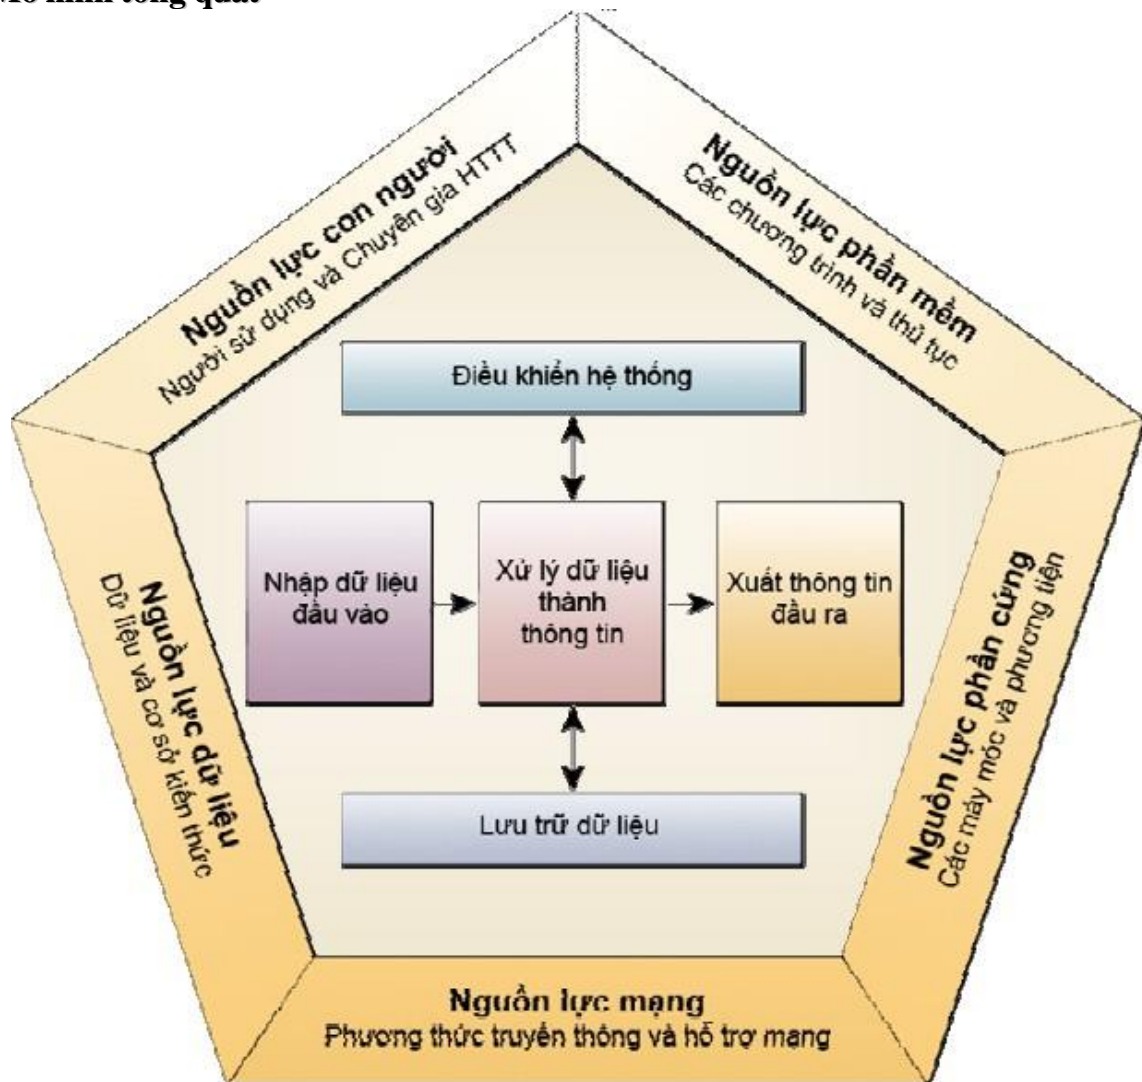 Mô hình tổng quát
Nguồn lực con người
Người sử dụng và Chuyên gia HTTT
Nguồn lực phần mềm
Các chương trình và thủ tục
Điều khiển hệ thống
Nhập dữ liệu
đầu vào
Xử lý dữ liệu
thành
thông tin
Xuất thông tin
đầu ra
Nguồn lực dữ liệu
Dữ liệu và cơ sở kiến thức
Nguồn lực phần cứng
Các máy móc và phương tiện
Lưu trữ dữ liệu
Nguồn lực mạng
Phương thức truyền thông và hỗ trợ mạng